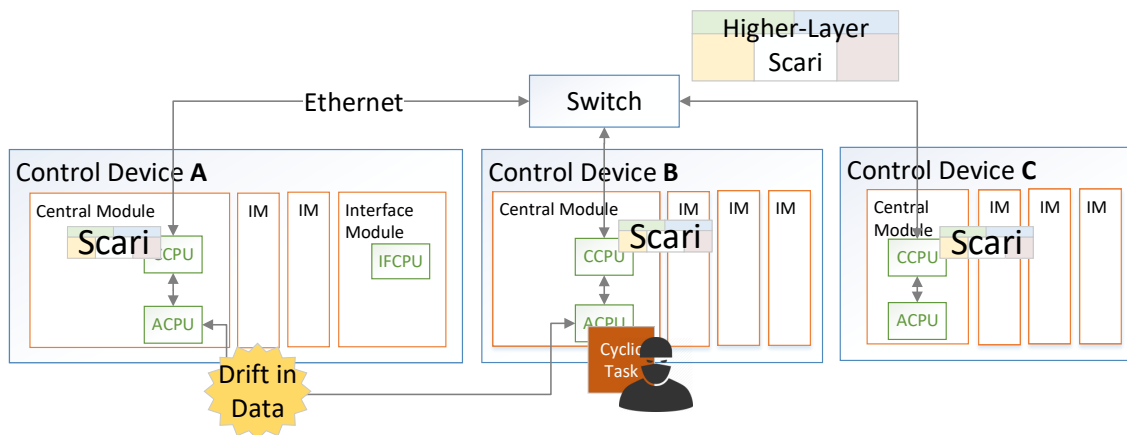 Higher-Layer
Scari
Ethernet
Switch
Control Device A
Central Module
Scari
CCPU
ACPU
IM
IM
Interface
Module
IFCPU
Control Device B
Central Module
Scari
CCPU
ACPU
Cyclic
Task
IM
IM
IM
Control Device C
Central
Module
Scari
CCPU
ACPU
IM
IM
IM
Drift in
Data